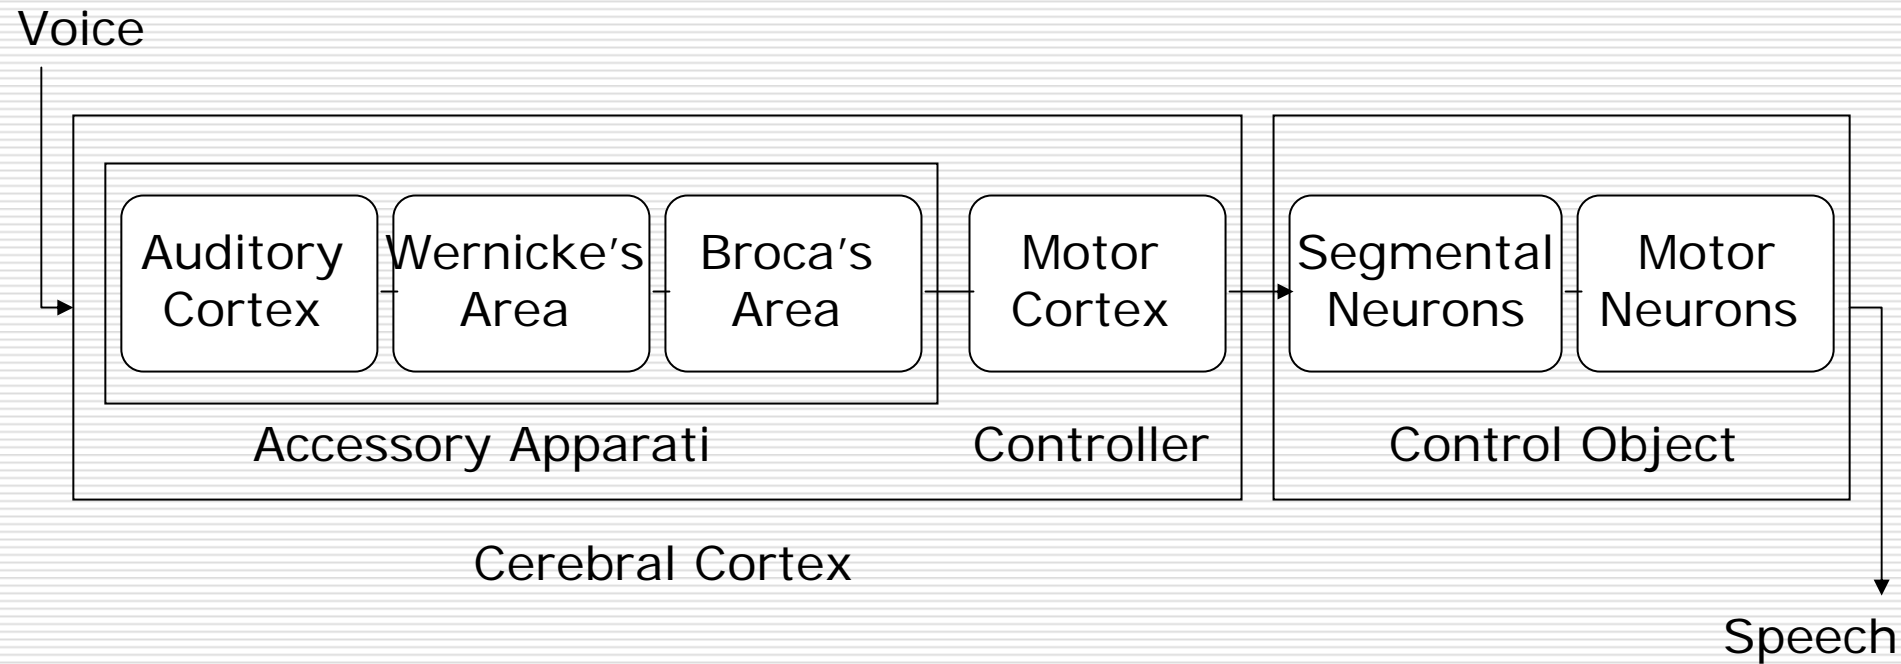 Voice
Auditory
Cortex
Wernicke's
Area
Broca's
Area
Motor
Cortex
Segmental
Neurons
Motor
Neurons
Accessory Apparati
Controller
Control Object
Cerebral Cortex
Speech